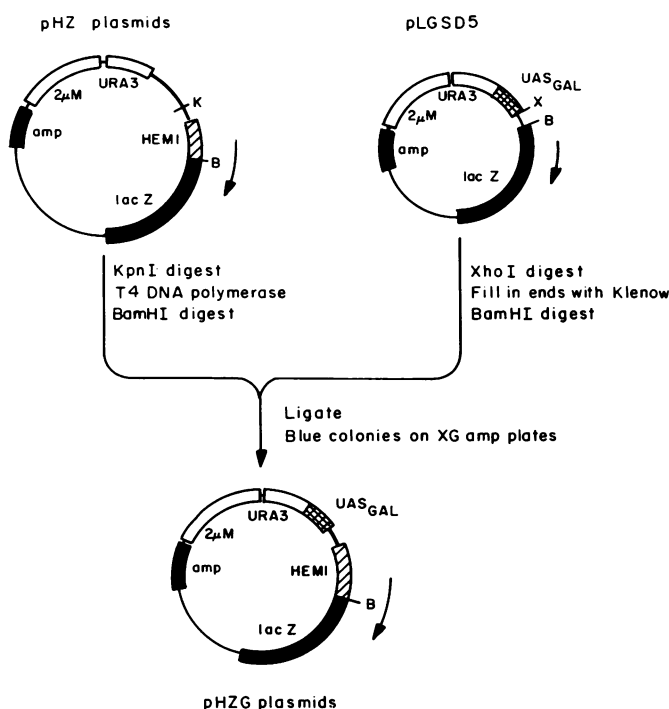 pHZ plasmids
URA3
2μM
K
amp
HEM1
B
lac Z
pLGSD5
UAS GAL
URA3
X
2μM
B
amp
lac Z
KpnI digest
T4 DNA polymerase
BamHI digest
XhoI digest
Fill in ends with Klenow
BamHI digest
Ligate
Blue colonies on XG amp plates
UAS GAL
URA3
2μM
amp
HEM1
B
lac Z
pHZG plasmids